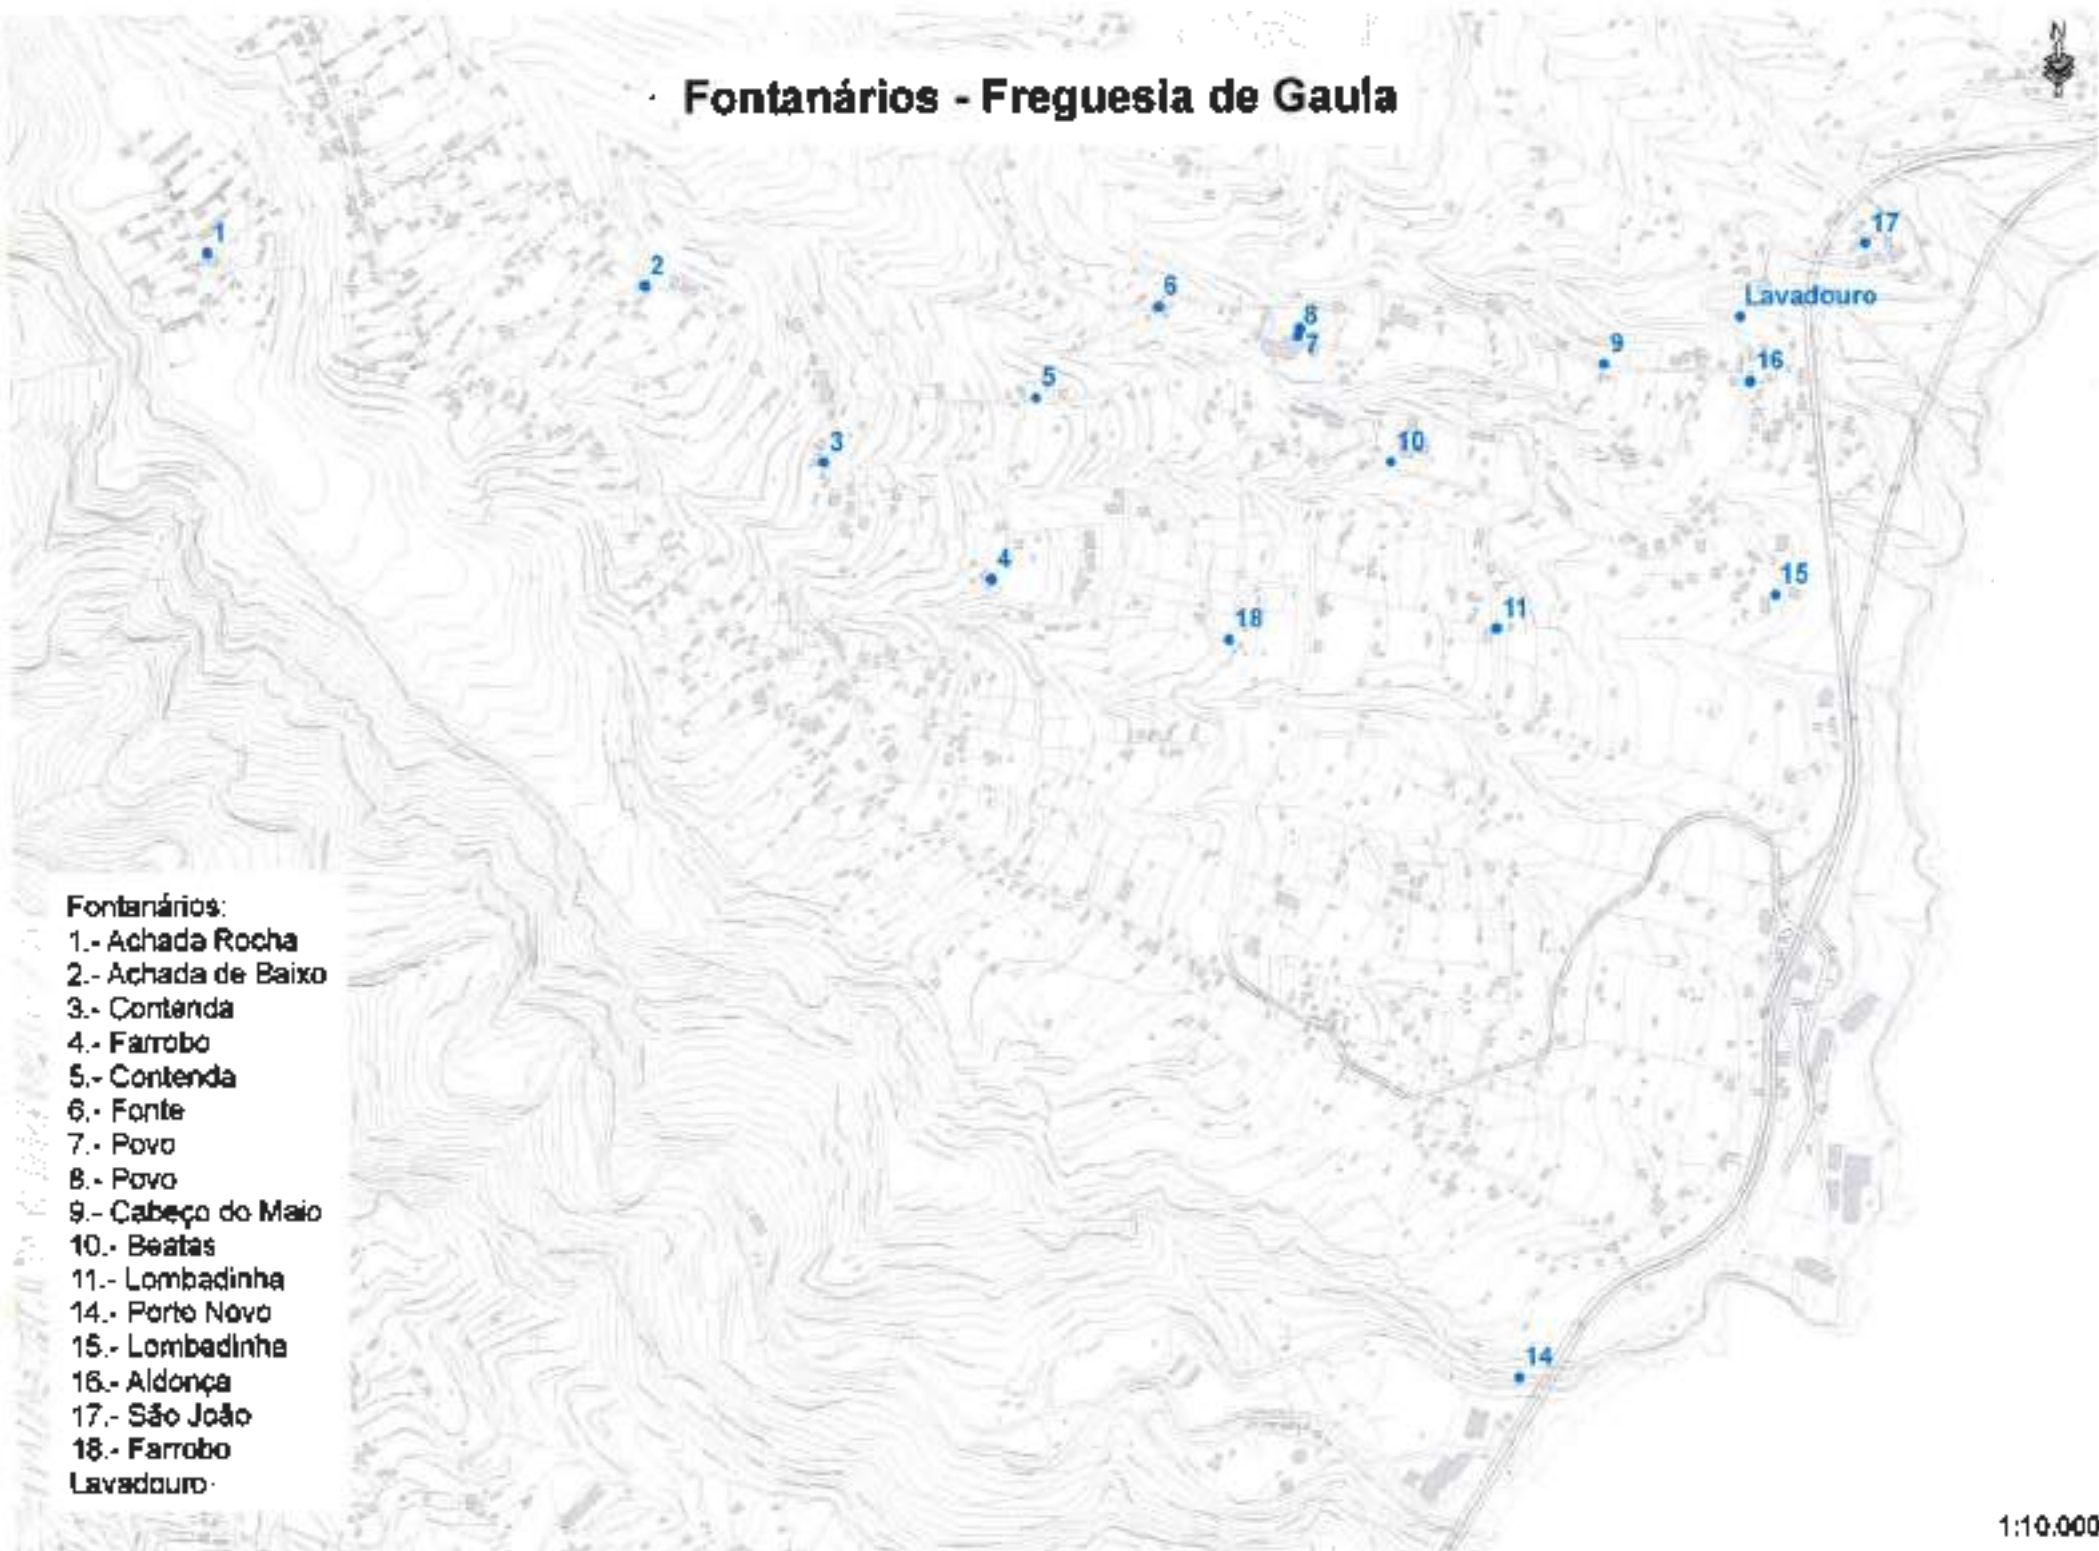 N
Fontanários - Freguesia de Gaula
1
2
3
4
5
6
8
7
9
10
11
18
17
Lavadouro
16
15
14
Fontanários:
1.- Achada Rocha
2.- Achada de Baixo
3.- Contenda
4.- Farrobo
5.- Contenda
6.- Fonte
7.- Povo
8.- Povo
9.- Cabeço do Maio
10.- Beatas
11.- Lombadinha
14.- Porto Novo
15.- Lombadinha
16.- Aldonça
17.- São João
18.- Farrobo
Lavadouro
1:10.000